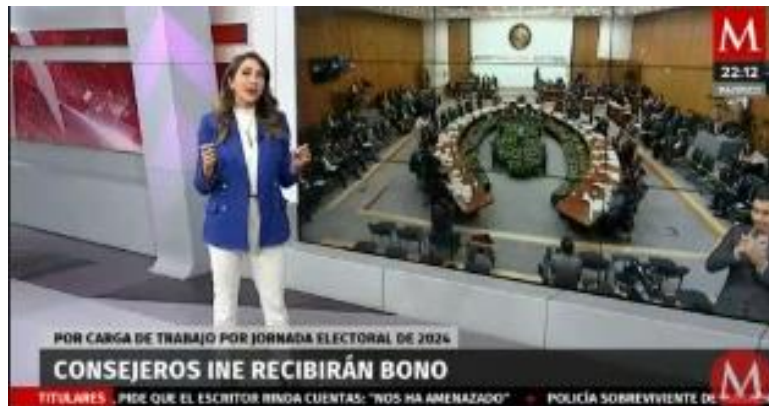 M
22:12
PACÍFICO
POR CARGA DE TRABAJO POR JORNADA ELECTORAL DE 2024
CONSEJEROS INE RECIBIRÁN BONO
M
TITULARES PIDE QUE EL ESCRITOR RINDA CUENTAS: "NOS HA AMENAZADO" POLICÍA SOBREVIVIENTE DE